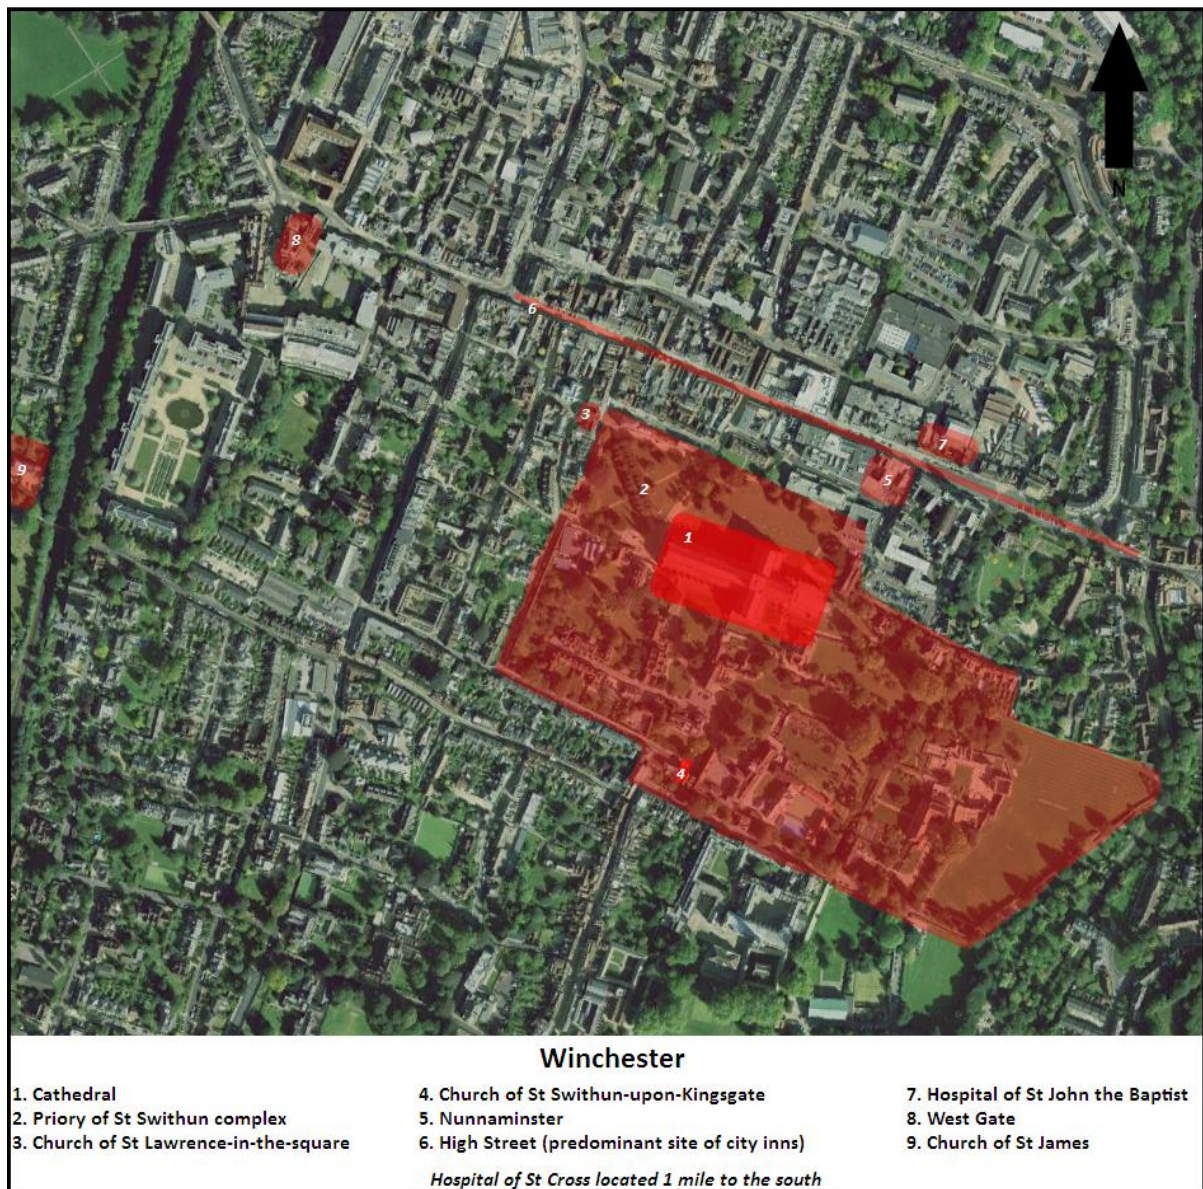 N
8
6
3
7
9
5
2
1
4
Winchester
1. Cathedral
2. Priory of St Swithun complex
3. Church of St Lawrence-in-the-square
4. Church of St Swithun-upon-Kingsgate
5. Nunnaminster
6. High Street (predominant site of city inns)
7. Hospital of St John the Baptist
8. West Gate
9. Church of St James
Hospital of St Cross located 1 mile to the south